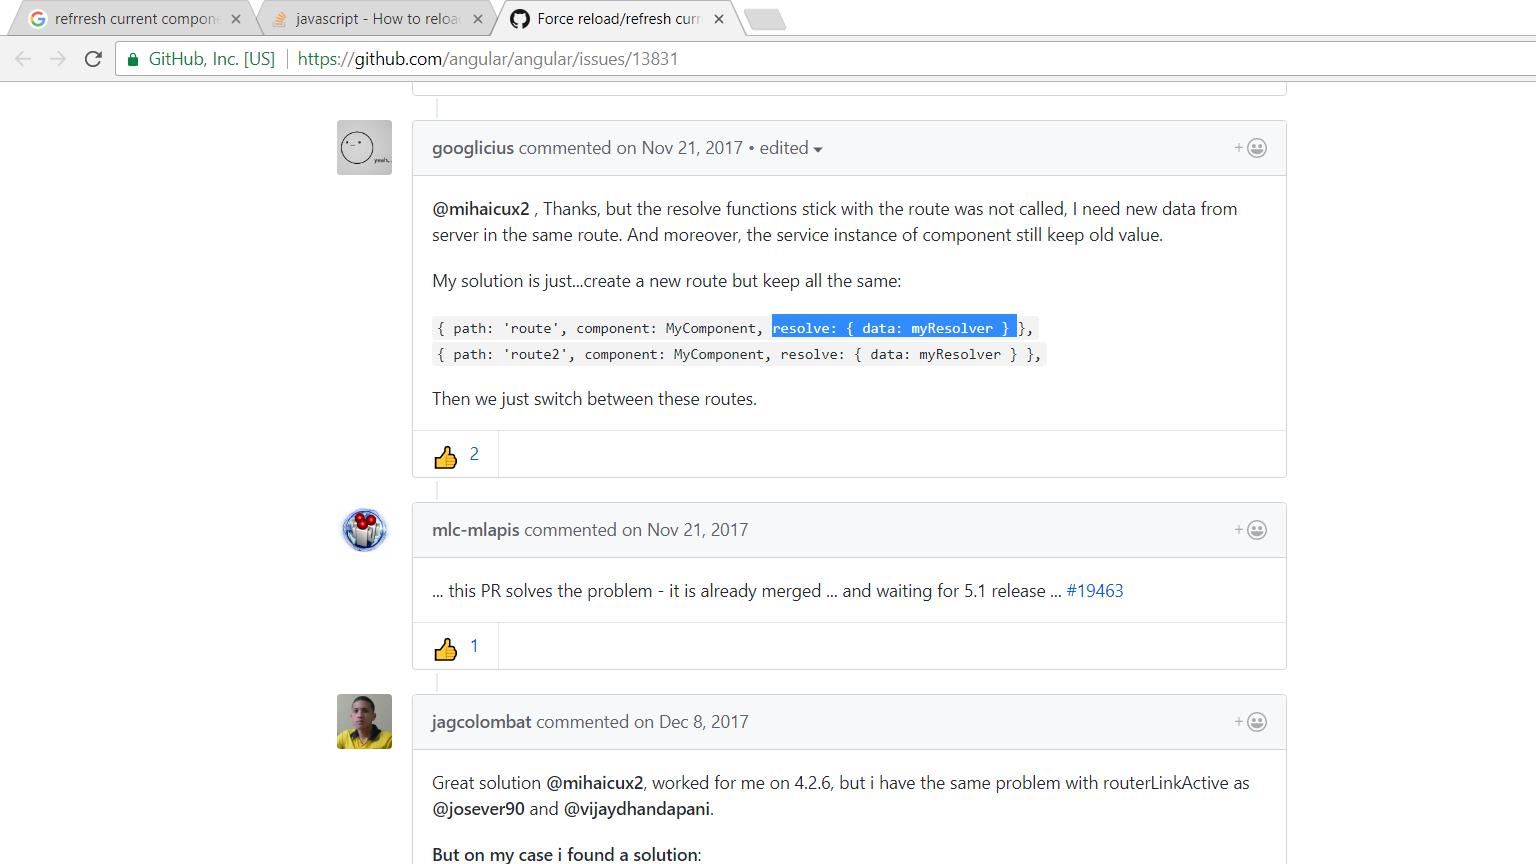 refrresh current compone
javascript - How to reloa
Force reload/refresh curr
GitHub, Inc. [US]
https://github.com/angular/angular/issues/13831
yeah..
googlicius commented on Nov 21, 2017 • edited
@mihaicux2 , Thanks, but the resolve functions stick with the route was not called, I need new data from
server in the same route. And moreover, the service instance of component still keep old value.
My solution is just...create a new route but keep all the same:
{ path: 'route', component: MyComponent, resolve: { data: myResolver } },
{ path: 'route2', component: MyComponent, resolve: { data: myResolver } },
Then we just switch between these routes.
2
mlc-mlapis commented on Nov 21, 2017
... this PR solves the problem - it is already merged ... and waiting for 5.1 release ... #19463
1
jagcolombat commented on Dec 8, 2017
Great solution @mihaicux2, worked for me on 4.2.6, but i have the same problem with routerLinkActive as
@josever90 and @vijaydhandapani.
But on my case i found a solution: